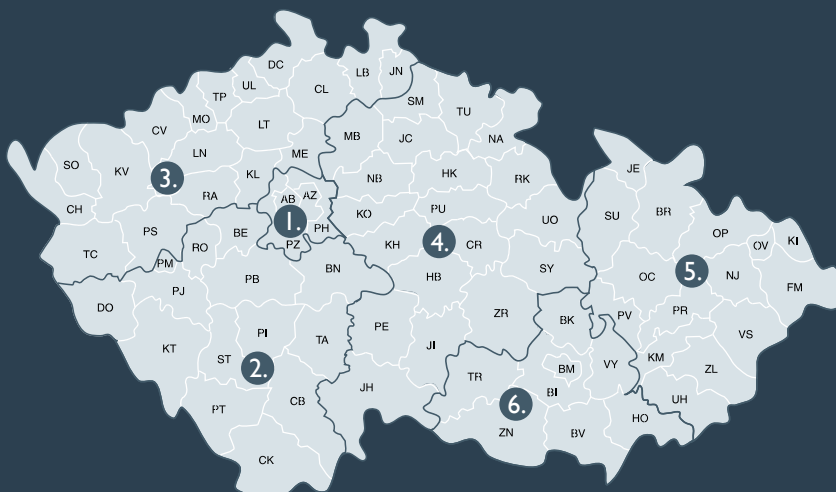 DC
LB
JN
UL
CL
TP
SM
MO
TU
CV
LT
MB
JC
NA
LN
ME
SO
KV
3.
KL
NB
HK
RK
JE
RA
AB
AZ
CH
KO
PU
UO
SU
BR
PS
BE
1.
PH
4.
OP
RO
PZ
KH
CR
OV
KI
TC
PM
BN
SY
OC
5.
NJ
PJ
PB
HB
FM
DO
ZR
PV
PR
BK
PI
PE
VS
KT
TA
JI
ST
2.
KM
VY
BM
ZL
TR
JH
BI
CB
6.
UH
PT
HO
ZN
BV
CK